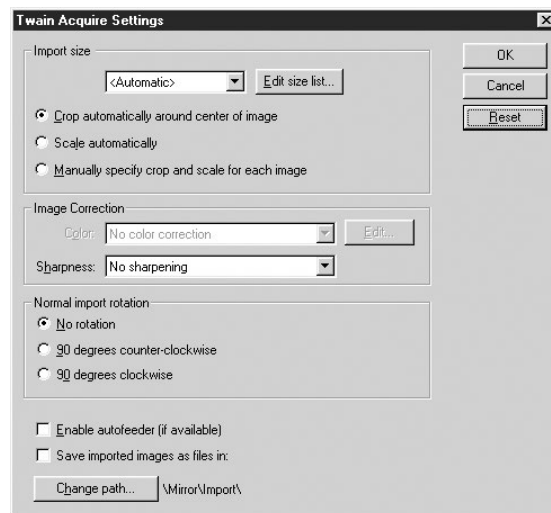 Twain Acquire Settings
Import size
<Automatic>
Edit size list...
Crop automatically around center of image
Scale automatically
Manually specify crop and scale for each image
Image Correction
Color: No color correction
Edit...
Sharpness: No sharpening
Normal import rotation
No rotation
90 degrees counter-clockwise
90 degrees clockwise
Enable autofeeder (if available)
Save imported images as files in:
Change path... \Mirror\Import\
OK
Cancel
Reset